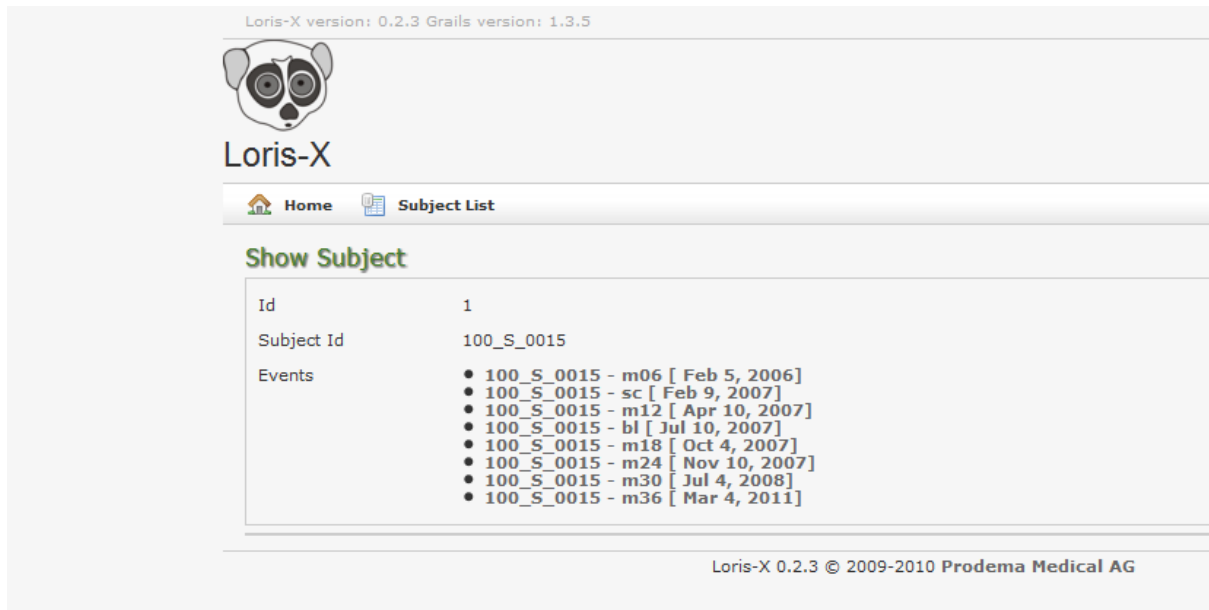 Loris-X version: 0.2.3 Grails version: 1.3.5
Loris-X
Home Subject List
Show Subject
Id 1
Subject Id 100_S_0015
Events • 100_S_0015 - m06 [ Feb 5, 2006]
• 100_S_0015 - sc [ Feb 9, 2007]
• 100_S_0015 - m12 [ Apr 10, 2007]
• 100_S_0015 - bl [ Jul 10, 2007]
• 100_S_0015 - m18 [ Oct 4, 2007]
• 100_S_0015 - m24 [ Nov 10, 2007]
• 100_S_0015 - m30 [ Jul 4, 2008]
• 100_S_0015 - m36 [ Mar 4, 2011]
Loris-X 0.2.3 © 2009-2010 Prodema Medical AG